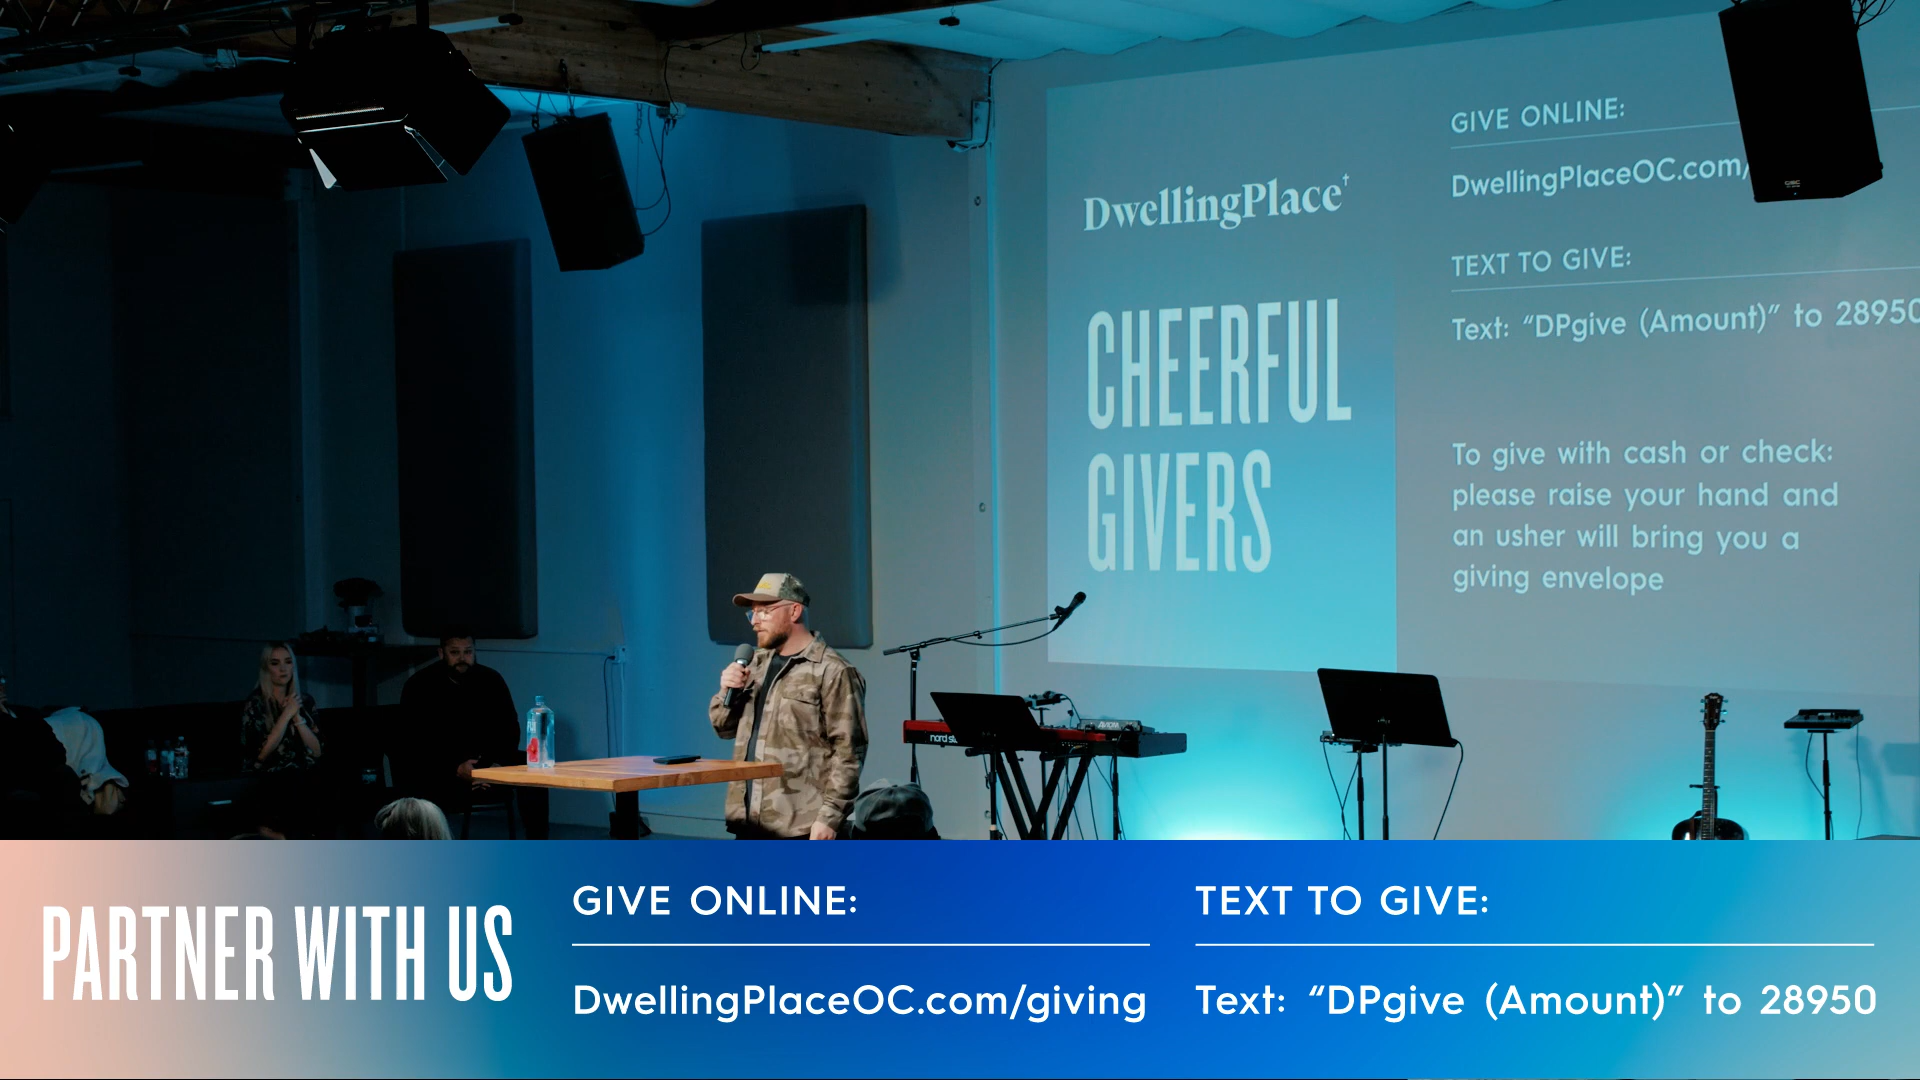 DwellingPlace†
CHEERFUL
GIVERS
GIVE ONLINE:
DwellingPlaceOC.com/
TEXT TO GIVE:
Text: “DPgive (Amount)” to 28950
To give with cash or check:
please raise your hand and
an usher will bring you a
giving envelope
nord
PARTNER WITH US
GIVE ONLINE:
DwellingPlaceOC.com/giving
TEXT TO GIVE:
Text: “DPgive (Amount)” to 28950